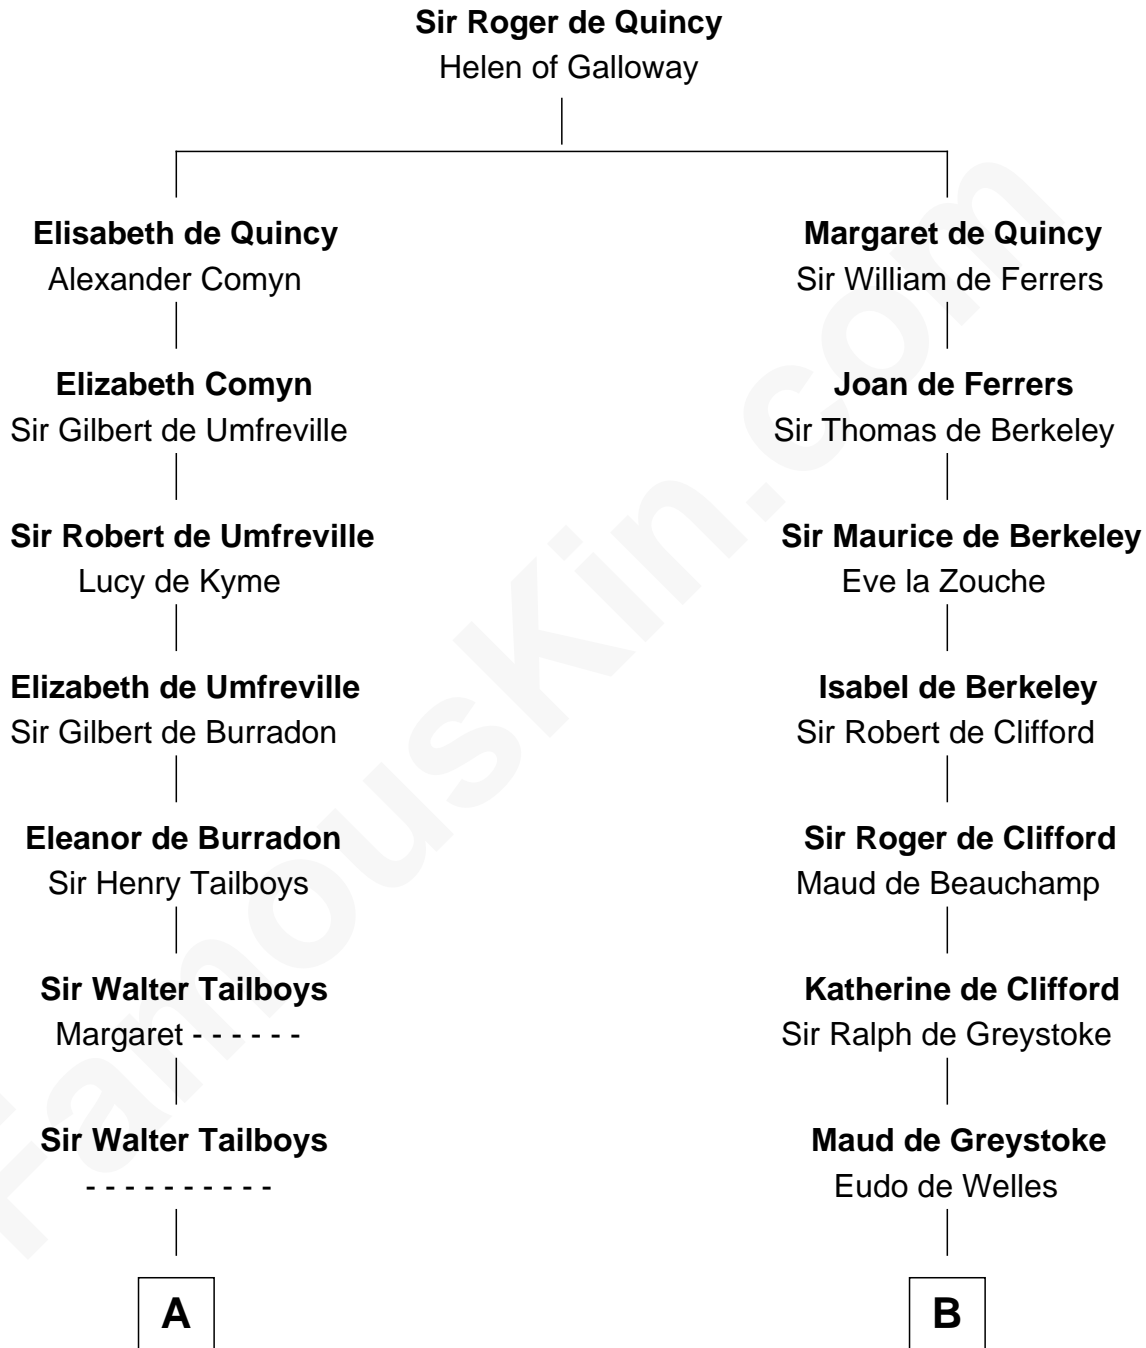 Sir Roger de Quincy
Helen of Galloway
Elisabeth de Quincy
Alexander Comyn
Margaret de Quincy
Sir William de Ferrers
Elizabeth Comyn
Sir Gilbert de Umfreville
Joan de Ferrers
Sir Thomas de Berkeley
Sir Robert de Umfreville
Lucy de Kyme
Sir Maurice de Berkeley
Eve la Zouche
Elizabeth de Umfreville
Sir Gilbert de Burradon
Isabel de Berkeley
Sir Robert de Clifford
Eleanor de Burradon
Sir Henry Tailboys
Sir Roger de Clifford
Maud de Beauchamp
Sir Walter Tailboys
Margaret - - - - - -
Katherine de Clifford
Sir Ralph de Greystoke
Sir Walter Tailboys
- - - - - - - - - -
Maud de Greystoke
Eudo de Welles
A
B
FamousKin.com